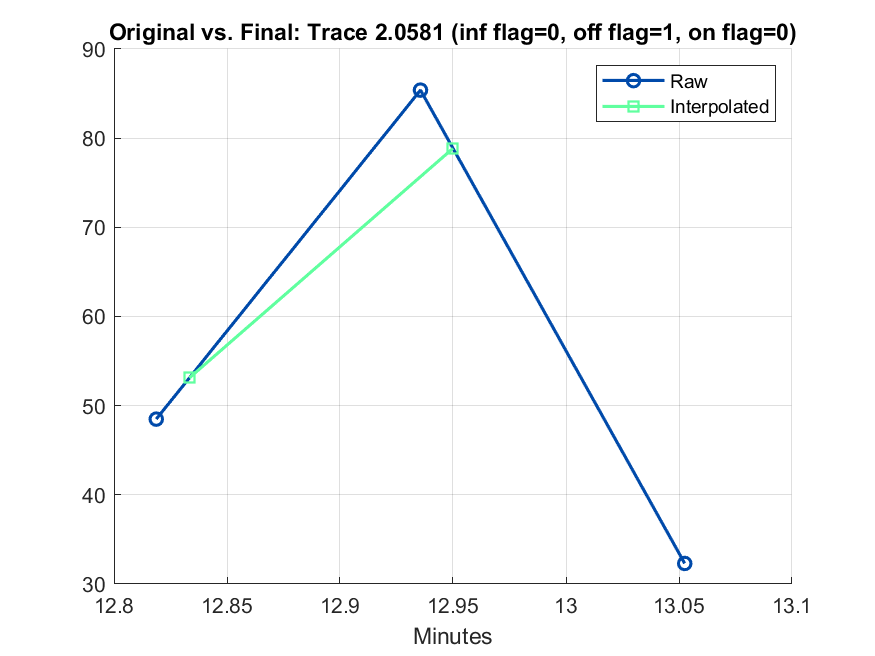 Original vs. Final: Trace 2.0581 (inf flag=0, off flag=1, on flag=0)
90
80
70
60
50
40
30
Raw
Interpolated
12.8 12.85 12.9 12.95 13 13.05 13.1
Minutes